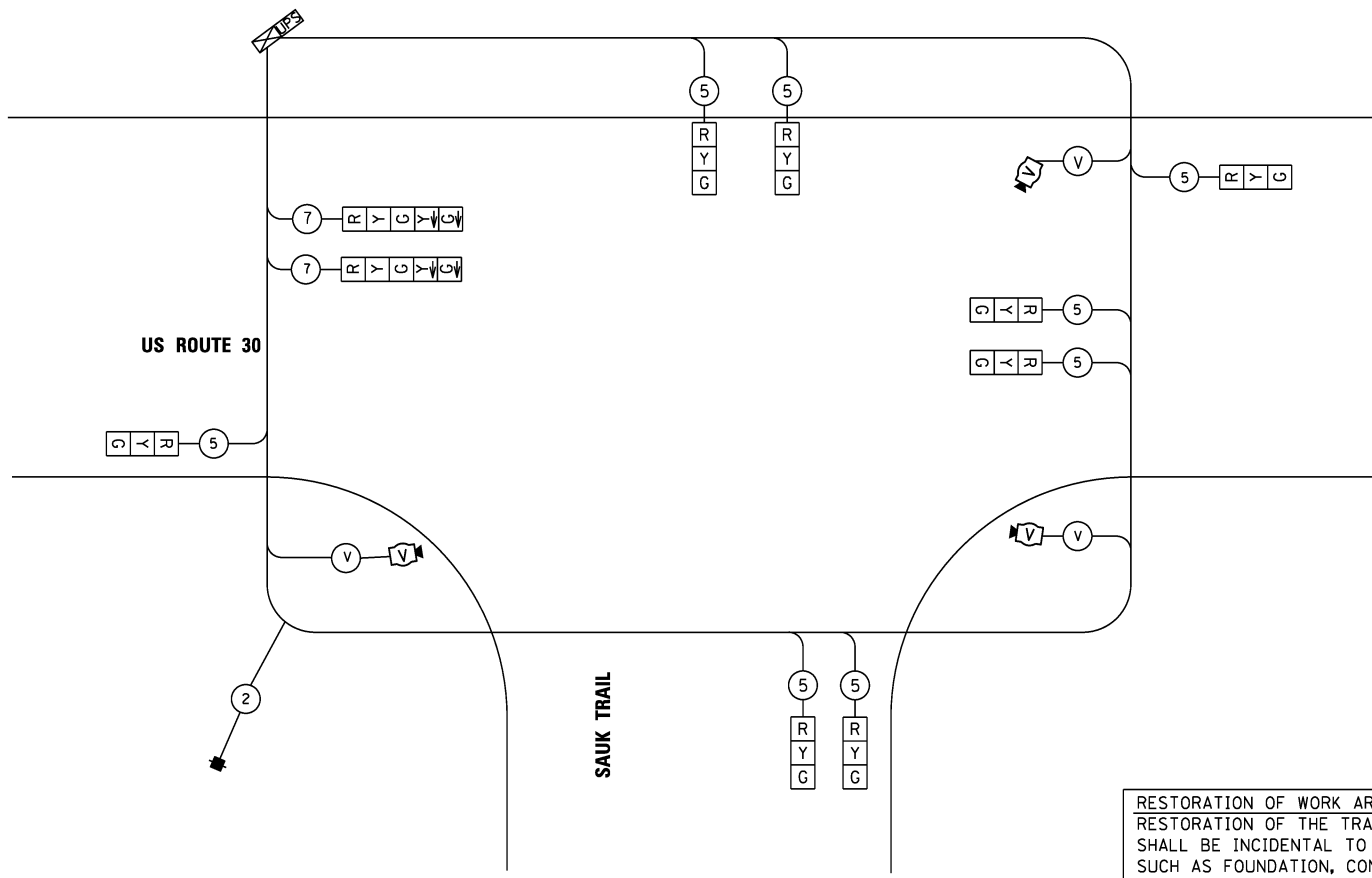 UPS
5
5
R
Y
G
R
Y
G
V
V
5
R Y G
7
R Y G Y G
7
R Y G Y G
G Y R
5
G Y R
5
US ROUTE 30
G Y R
5
V
V
V
V
2
5
5
SAUK TRAIL
R
Y
G
R
Y
G
RESTORATION OF WORK AR
RESTORATION OF THE TRA
SHALL BE INCIDENTAL TO
SUCH AS FOUNDATION, CON